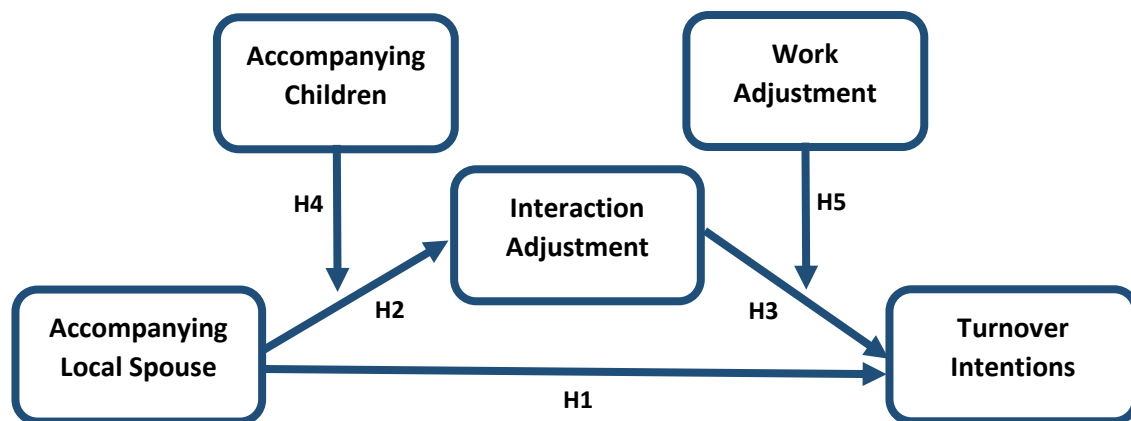 Accompanying
Children
Work
Adjustment
H4
Interaction
Adjustment
H5
H2
H3
Accompanying
Local Spouse
Turnover
Intentions
H1